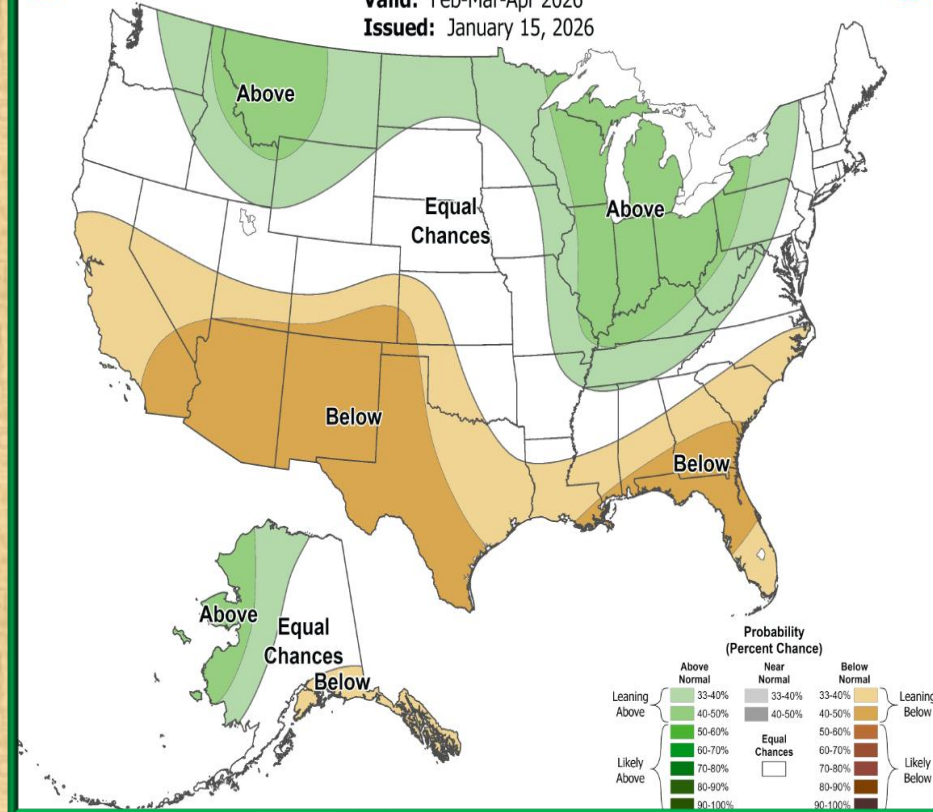 Valid: Feb-Mar-Apr 2026
Issued: January 15, 2026
Above
Equal
Chances
Above
Below
Below
Above
Equal
Chances
Below
Probability
(Percent Chance)
Above
Normal
Near
Normal
Below
Normal
Leaning
Above
33-40%
33-40%
33-40%
Leaning
Below
40-50%
40-50%
40-50%
Likely
Above
50-60%
Equal
Chances
50-60%
Likely
Below
60-70%
60-70%
70-80%
70-80%
80-90%
80-90%
90-100%
90-100%